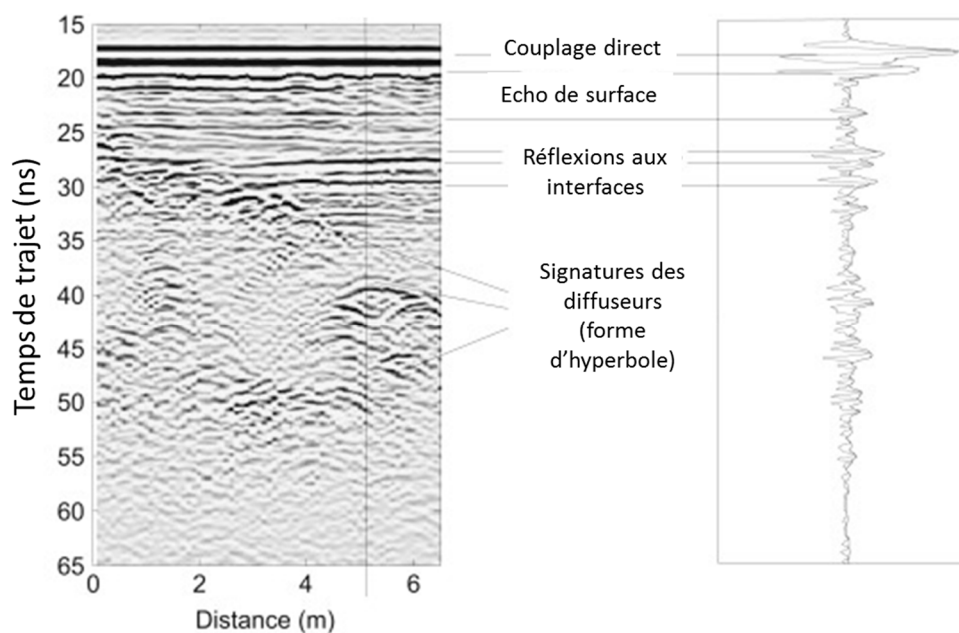 15
20
25
30
35
40
45
50
55
60
65
Temps de trajet (ns)
0 2 4 6
Distance (m)
Couplage direct
Echo de surface
Réflexions aux
interfaces
Signatures des
diffuseurs
(forme
d’hyperbole)